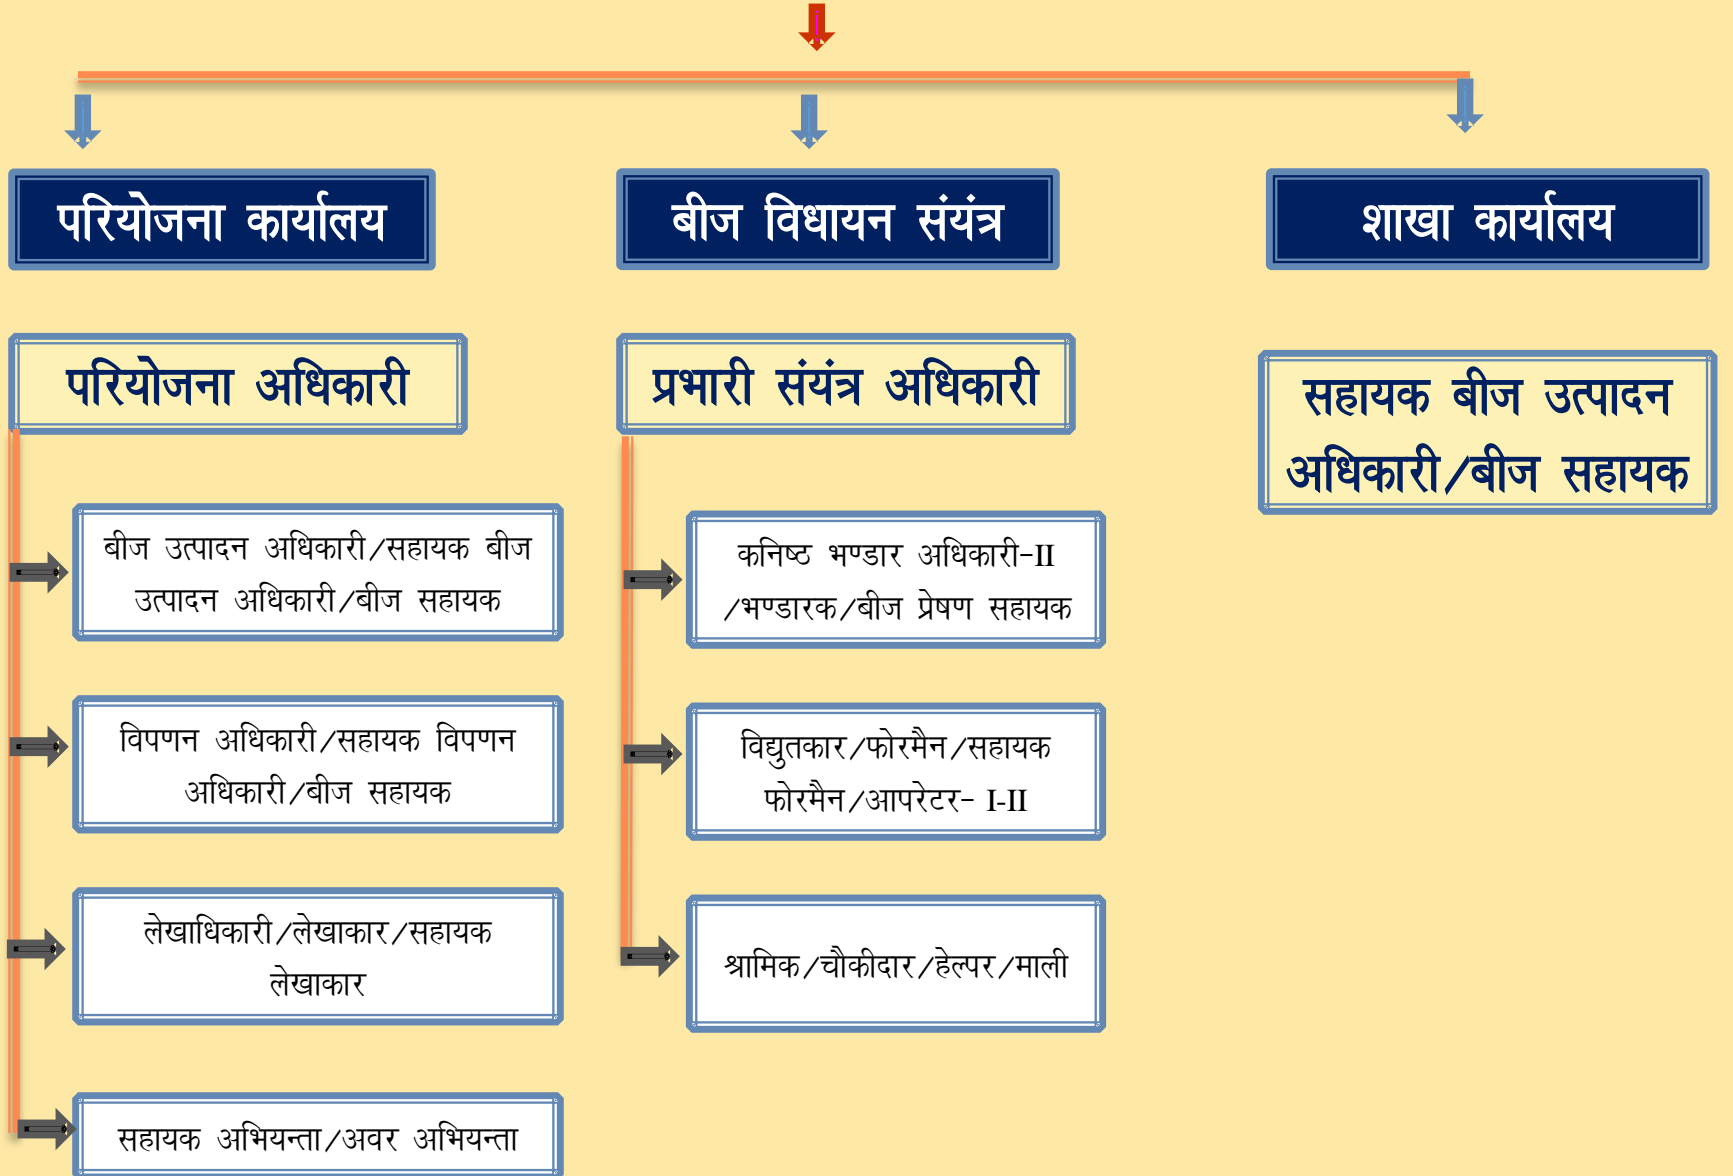 परियोजना कार्यालय
बीज विधायन संयंत्र
शाखा कार्यालय
परियोजना अधिकारी
प्रभारी संयंत्र अधिकारी
सहायक बीज उत्पादन
अधिकारी/बीज सहायक
बीज उत्पादन अधिकारी/सहायक बीज
उत्पादन अधिकारी/बीज सहायक
विपणन अधिकारी/सहायक विपणन
अधिकारी/बीज सहायक
लेखाधिकारी/लेखाकार/सहायक
लेखाकार
सहायक अभियन्ता/अवर अभियन्ता
कनिष्ठ भण्डार अधिकारी-II
/भण्डारक/बीज प्रेषण सहायक
विद्युतकार/फोरमैन/सहायक
फोरमैन/आपरेटर- I-II
श्रामिक/चौकीदार/हेल्पर/माली